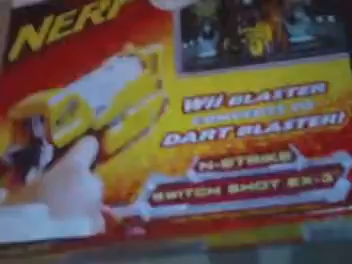 NERF
Wii BLASTER
CONVERTS TO
DART BLASTER!
N-STRIKE
SWITCH SHOT EX-3